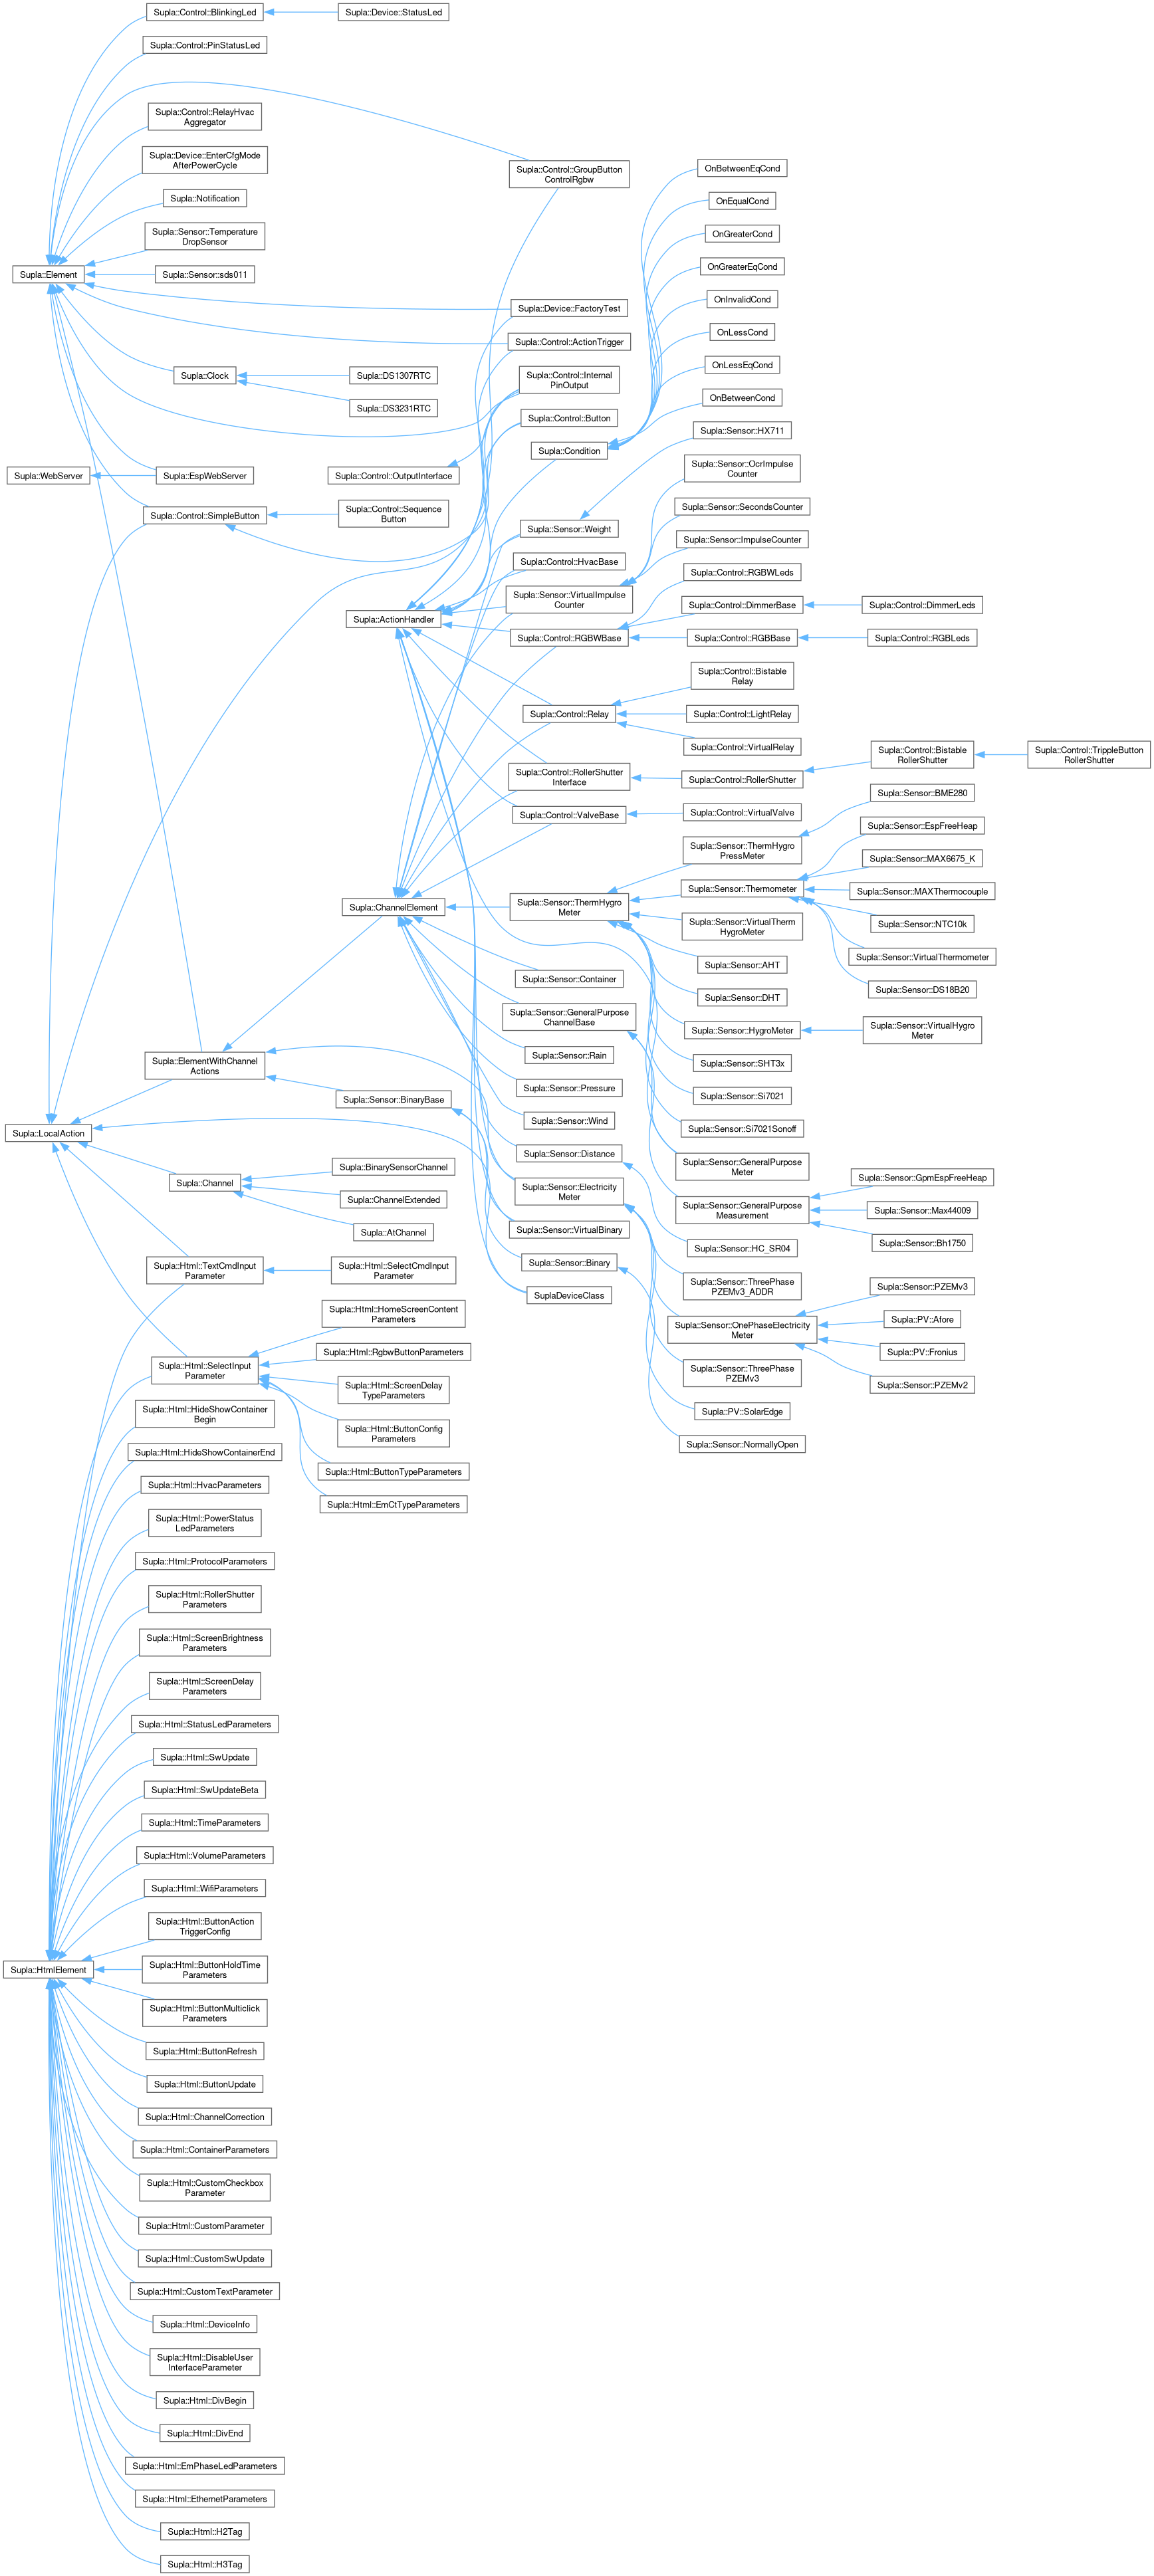 Supla::Control::BlinkingLed
Supla::Device::StatusLed
Supla::Control::PinStatusLed
Supla::Control::RelayHvac
Aggregator
Supla::Device::EnterCfgMode
AfterPowerCycle
Supla::Control::GroupButton
ControlRgbw
OnBetweenEqCond
Supla::Notification
OnEqualCond
Supla::Sensor::Temperature
DropSensor
OnGreaterCond
Supla::Element
Supla::Sensor::sds011
OnGreaterEqCond
OnInvalidCond
Supla::Device::FactoryTest
OnLessCond
Supla::Control::ActionTrigger
OnLessEqCond
Supla::Clock
Supla::DS1307RTC
Supla::Control::Internal
PinOutput
OnBetweenCond
Supla::DS3231RTC
Supla::Control::Button
Supla::Sensor::HX711
Supla::Condition
Supla::WebServer
Supla::EspWebServer
Supla::Control::OutputInterface
Supla::Sensor::OcrImpulse
Counter
Supla::Sensor::SecondsCounter
Supla::Control::SimpleButton
Supla::Control::Sequence
Button
Supla::Sensor::Weight
Supla::Sensor::ImpulseCounter
Supla::Control::HvacBase
Supla::Control::RGBWLeds
Supla::ActionHandler
Supla::Sensor::VirtualImpulse
Counter
Supla::Control::DimmerBase
Supla::Control::DimmerLeds
Supla::Control::RGBWBase
Supla::Control::RGBBase
Supla::Control::RGBLeds
Supla::Control::Bistable
Relay
Supla::Control::Relay
Supla::Control::LightRelay
Supla::Control::VirtualRelay
Supla::Control::Bistable
RollerShutter
Supla::Control::TrippleButton
RollerShutter
Supla::Control::RollerShutter
Interface
Supla::Control::RollerShutter
Supla::Sensor::BME280
Supla::Control::ValveBase
Supla::Control::VirtualValve
Supla::Sensor::EspFreeHeap
Supla::Sensor::ThermHygro
PressMeter
Supla::Sensor::MAX6675_K
Supla::ChannelElement
Supla::Sensor::ThermHygro
Meter
Supla::Sensor::Thermometer
Supla::Sensor::MAXThermocouple
Supla::Sensor::VirtualTherm
HygroMeter
Supla::Sensor::NTC10k
Supla::Sensor::VirtualThermometer
Supla::Sensor::AHT
Supla::Sensor::Container
Supla::Sensor::DS18B20
Supla::Sensor::DHT
Supla::Sensor::GeneralPurpose
ChannelBase
Supla::Sensor::HygroMeter
Supla::Sensor::VirtualHygro
Meter
Supla::ElementWithChannel
Actions
Supla::Sensor::Rain
Supla::Sensor::SHT3x
Supla::Sensor::BinaryBase
Supla::Sensor::Pressure
Supla::Sensor::Si7021
Supla::LocalAction
Supla::Sensor::Wind
Supla::Sensor::Si7021Sonoff
Supla::Sensor::Distance
Supla::Sensor::GeneralPurpose
Meter
Supla::BinarySensorChannel
Supla::Channel
Supla::ChannelExtended
Supla::Sensor::Electricity
Meter
Supla::Sensor::GeneralPurpose
Measurement
Supla::Sensor::GpmEspFreeHeap
Supla::Sensor::Max44009
Supla::AtChannel
Supla::Sensor::VirtualBinary
Supla::Sensor::HC_SR04
Supla::Sensor::Bh1750
Supla::Html::TextCmdInput
Parameter
Supla::Html::SelectCmdInput
Parameter
Supla::Sensor::Binary
Supla::Sensor::ThreePhase
PZEMv3_ADDR
Supla::Sensor::PZEMv3
SuplaDeviceClass
Supla::Html::HomeScreenContent
Parameters
Supla::Sensor::OnePhaseElectricity
Meter
Supla::PV::Afore
Supla::Html::SelectInput
Parameter
Supla::Html::RgbwButtonParameters
Supla::Sensor::ThreePhase
PZEMv3
Supla::PV::Fronius
Supla::Html::ScreenDelay
TypeParameters
Supla::Sensor::PZEMv2
Supla::Html::HideShowContainer
Begin
Supla::PV::SolarEdge
Supla::Html::ButtonConfig
Parameters
Supla::Sensor::NormallyOpen
Supla::Html::HideShowContainerEnd
Supla::Html::ButtonTypeParameters
Supla::Html::HvacParameters
Supla::Html::EmCtTypeParameters
Supla::Html::PowerStatus
LedParameters
Supla::Html::ProtocolParameters
Supla::Html::RollerShutter
Parameters
Supla::Html::ScreenBrightness
Parameters
Supla::Html::ScreenDelay
Parameters
Supla::Html::StatusLedParameters
Supla::Html::SwUpdate
Supla::Html::SwUpdateBeta
Supla::Html::TimeParameters
Supla::Html::VolumeParameters
Supla::Html::WifiParameters
Supla::Html::ButtonAction
TriggerConfig
Supla::HtmlElement
Supla::Html::ButtonHoldTime
Parameters
Supla::Html::ButtonMulticlick
Parameters
Supla::Html::ButtonRefresh
Supla::Html::ButtonUpdate
Supla::Html::ChannelCorrection
Supla::Html::ContainerParameters
Supla::Html::CustomCheckbox
Parameter
Supla::Html::CustomParameter
Supla::Html::CustomSwUpdate
Supla::Html::CustomTextParameter
Supla::Html::DeviceInfo
Supla::Html::DisableUser
InterfaceParameter
Supla::Html::DivBegin
Supla::Html::DivEnd
Supla::Html::EmPhaseLedParameters
Supla::Html::EthernetParameters
Supla::Html::H2Tag
Supla::Html::H3Tag